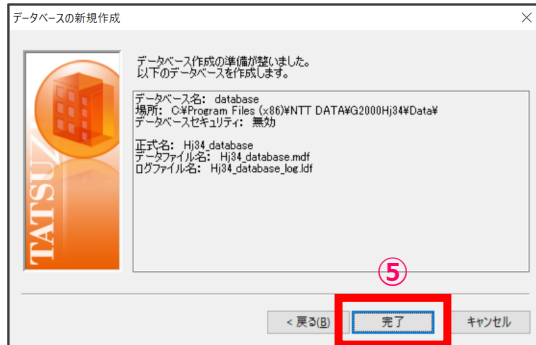 データベースの新規作成
TATSUZ
データベース作成の準備が整いました。
以下のデータベースを作成します。
データベース名: database
場所: C:¥Program Files (x86)¥NTT DATA¥G2000Hj34¥Data¥
データベースセキュリティ: 無効
正式名: Hj34_database
データファイル名: Hj34_database.mdf
ログファイル名: Hj34_database_log.ldf
⑤
< 戻る(B)
完了
キャンセル